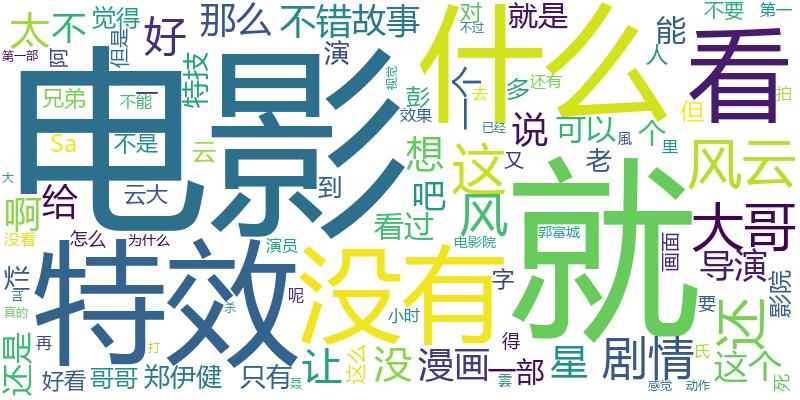 电影
什么
就
看
特效
没有
太
不
觉得
好
那么
不错
故事
对
就是
能
不要
第一
第一部
阿
但是
一
特技
演
不过
一个
多
还有
去
人
但
拍
兄弟
不能
Sa
不是
云
效果
彭
视觉
已经
说
可以
个
里
風
想
这
又
老
风云
大
云大
到
给
吧
啊
看过
风
大哥
没看
怎么
为什么
演员
电影院
郭富城
画面
导演
影院
烂
呢
字
小时
要
还
真的
再
杀
打
得
剧情
氏
还是
好看
哥哥
郑伊健
只有
聂
让
这么
没
漫画
一部
雲
星
感觉
动作
这个
死